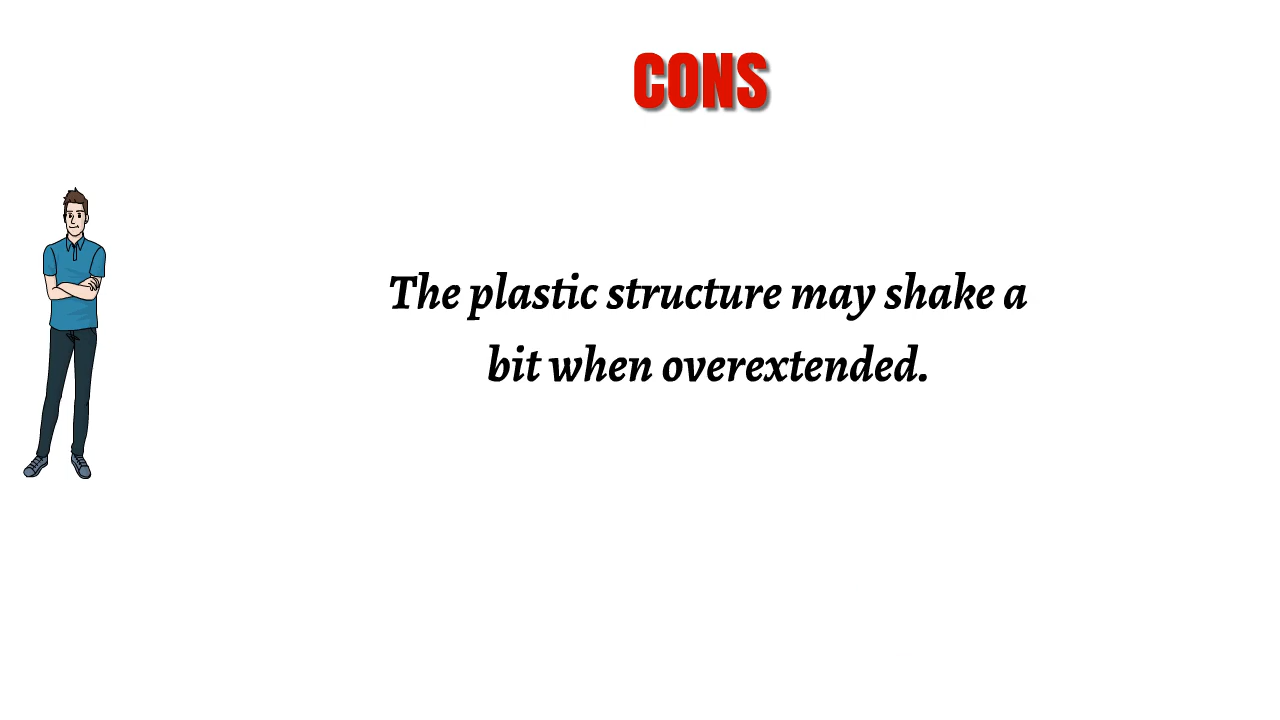 CONS
The plastic structure may shake a
bit when overextended.